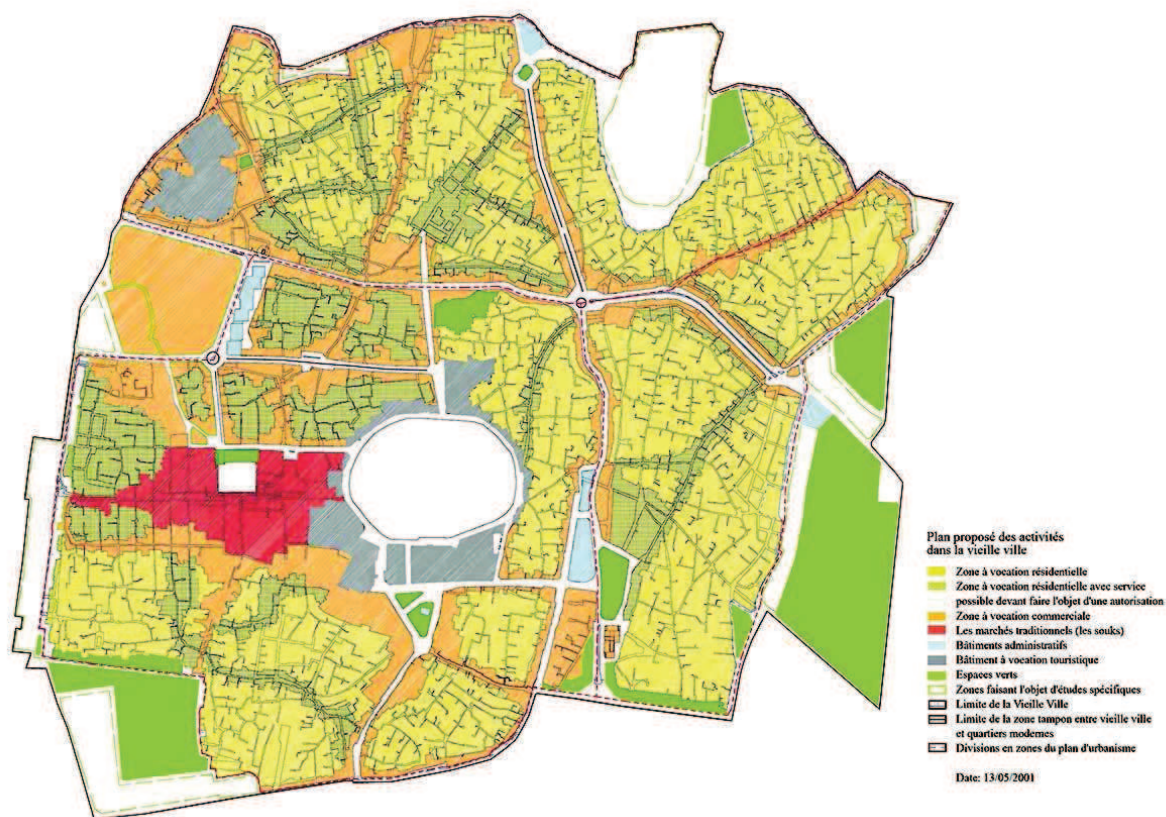 Plan proposé des activités
dans la vieille ville
Zone à vocation résidentielle
Zone à vocation résidentielle avec service
possible devant faire l'objet d'une autorisation
Zone à vocation commerciale
Les marchés traditionnels (les souks)
Bâtiments administratifs
Bâtiment à vocation touristique
Espaces verts
Zones faisant l'objet d'études spécifiques
Limite de la Vieille Ville
Limite de la zone tampon entre vieille ville
et quartiers modernes
Divisions en zones du plan d'urbanisme
Date: 13/05/2001